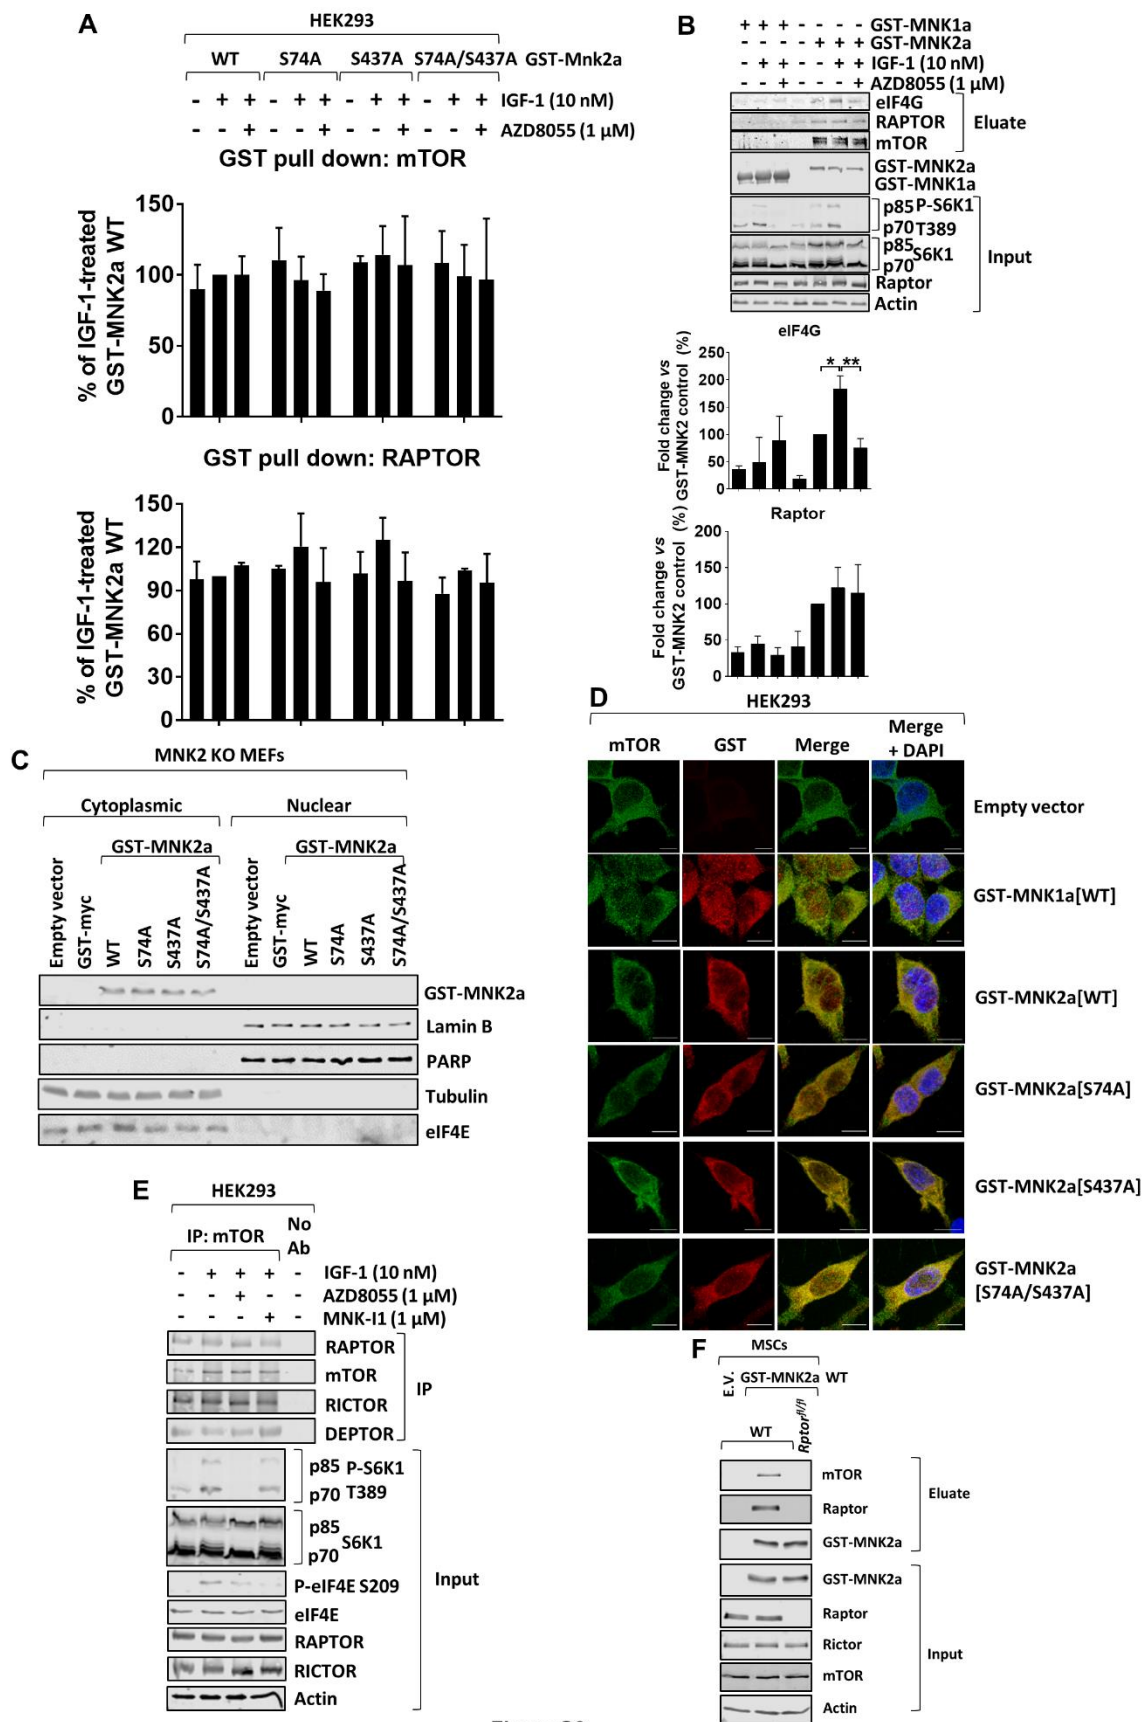 A
HEK293
WT S74A S437A S74A/S437A GST-Mnk2a
- + + - + + - + + - + + IGF-1 (10 nM)
- - + - - + - - + - - + AZD8055 (1 µM)
GST pull down: mTOR
% of IGF-1-treated
GST-MNK2a WT
150
100
50
0
GST pull down: RAPTOR
% of IGF-1-treated
GST-MNK2a WT
150
120
90
60
30
0
B
+ + + - - - - GST-MNK1a
- - - - + + + GST-MNK2a
- + + - - + + IGF-1 (10 nM)
- - + - - - + AZD8055 (1 µM)
eIF4G
RAPTOR
mTOR
Eluate
GST-MNK2a
GST-MNK1a
p85 P-S6K1
p70 T389
p85
S6K1
p70
Raptor
Actin
Input
eIF4G
Fold change vs
GST-MNK2 control (%)
250
200
150
100
50
0
* **
Raptor
Fold change vs
GST-MNK2 control (%)
200
150
100
50
0
C
MNK2 KO MEFs
Cytoplasmic Nuclear
GST-MNK2a GST-MNK2a
Empty vector GST-myc WT S74A S437A S74A/S437A Empty vector GST-myc WT S74A S437A S74A/S437A
GST-MNK2a
Lamin B
PARP
Tubulin
eIF4E
D
HEK293
mTOR GST Merge Merge
+ DAPI
Empty vector
GST-MNK1a[WT]
GST-MNK2a[WT]
GST-MNK2a[S74A]
GST-MNK2a[S437A]
GST-MNK2a
[S74A/S437A]
E
HEK293
IP: mTOR No
Ab
- + + + - IGF-1 (10 nM)
- - + - - AZD8055 (1 µM)
- - - + - MNK-I1 (1 µM)
RAPTOR
mTOR
RICTOR
DEPTOR
IP
p85 P-S6K1
p70 T389
p85
S6K1
p70
P-eIF4E S209
eIF4E
RAPTOR
RICTOR
Actin
Input
F
MSCs
E.V. GST-MNK2a WT
WT Rptorfl/fl
mTOR
Raptor
GST-MNK2a
Eluate
GST-MNK2a
Raptor
Rictor
mTOR
Actin
Input